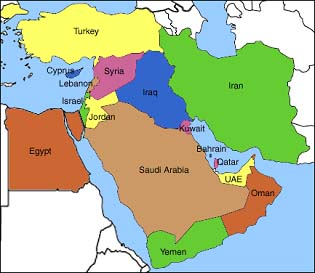 Turkey
Cyprus
Syria
Lebanon
Iraq
Iran
Israel
Jordan
Kuwait
Egypt
Bahrain
Saudi Arabia
Qatar
UAE
Oman
Yemen